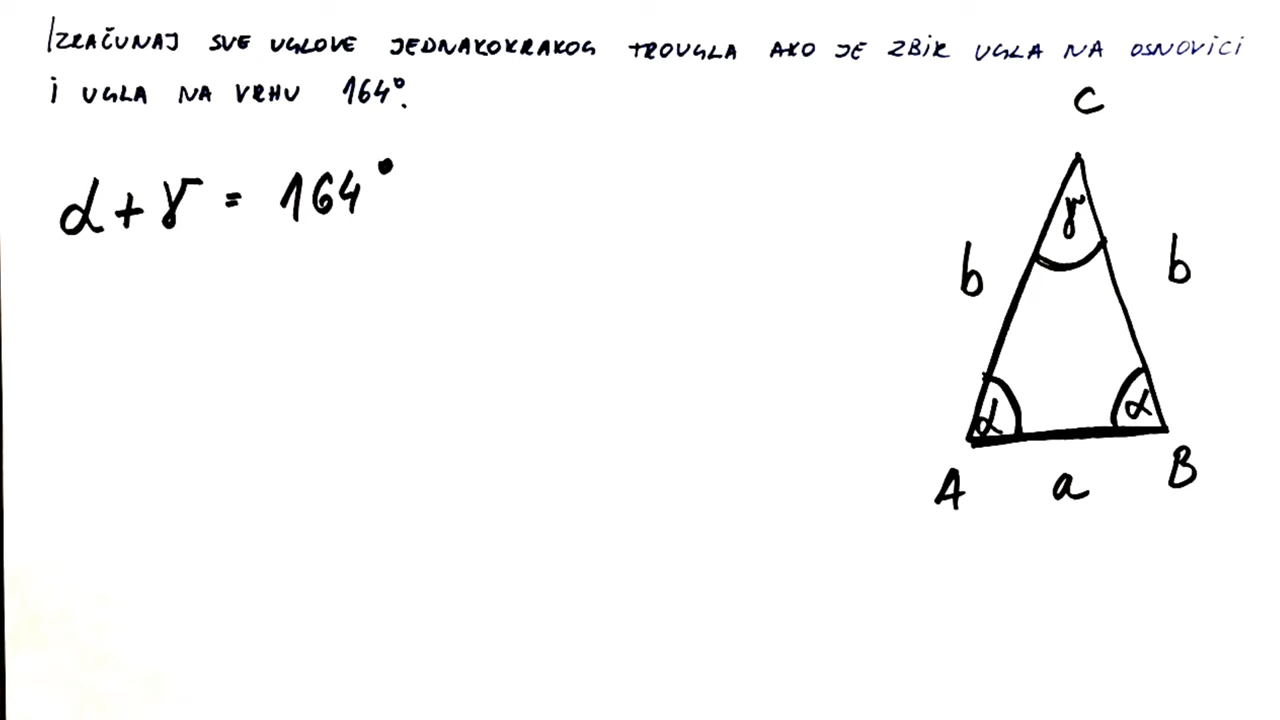 IZRAČUNAJ SVE UGLOVE JEDNAKOKRAKOG TROUGLA AKO JE ZBIR UGLA NA OSNOVICI
I UGLA NA VRHU 164°.
α + γ = 164°
C
γ
b
b
α
α
A
a
B